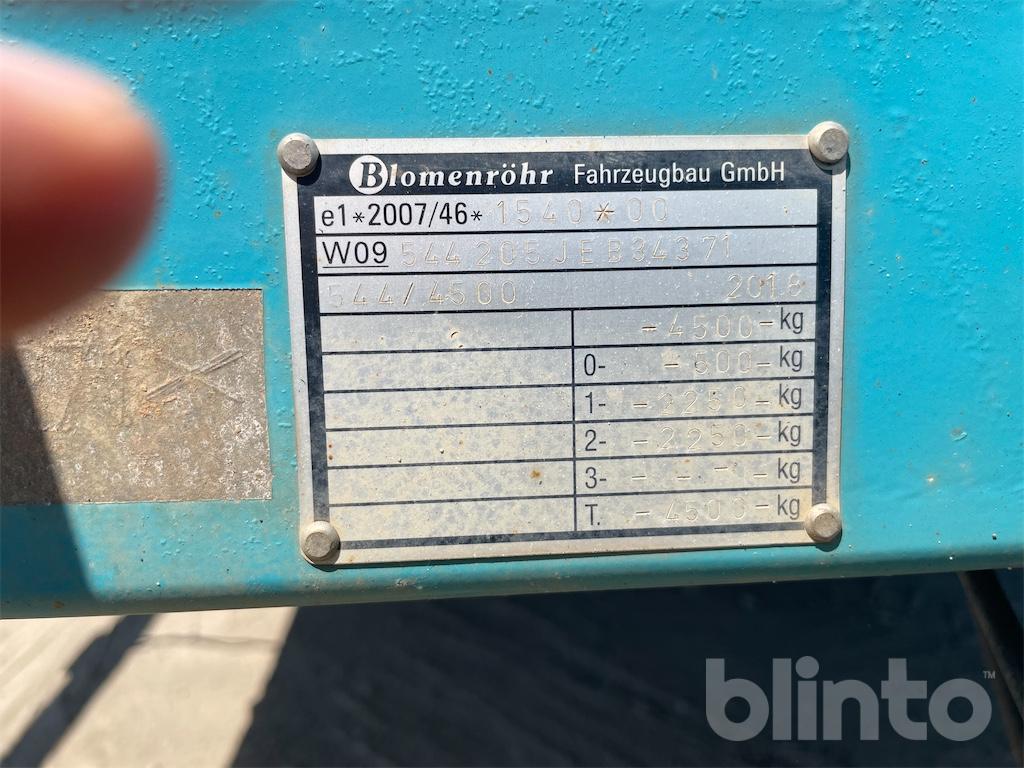 Blomenröhr Fahrzeugbau GmbH
e1*2007/46* 1540*00
W09 544 205 JEB34371
544/4500 2018
-4500-kg
0- -500-kg
1- -2250-kg
2- -2250-kg
3- - - - - kg
T. -4500-kg
blinto™